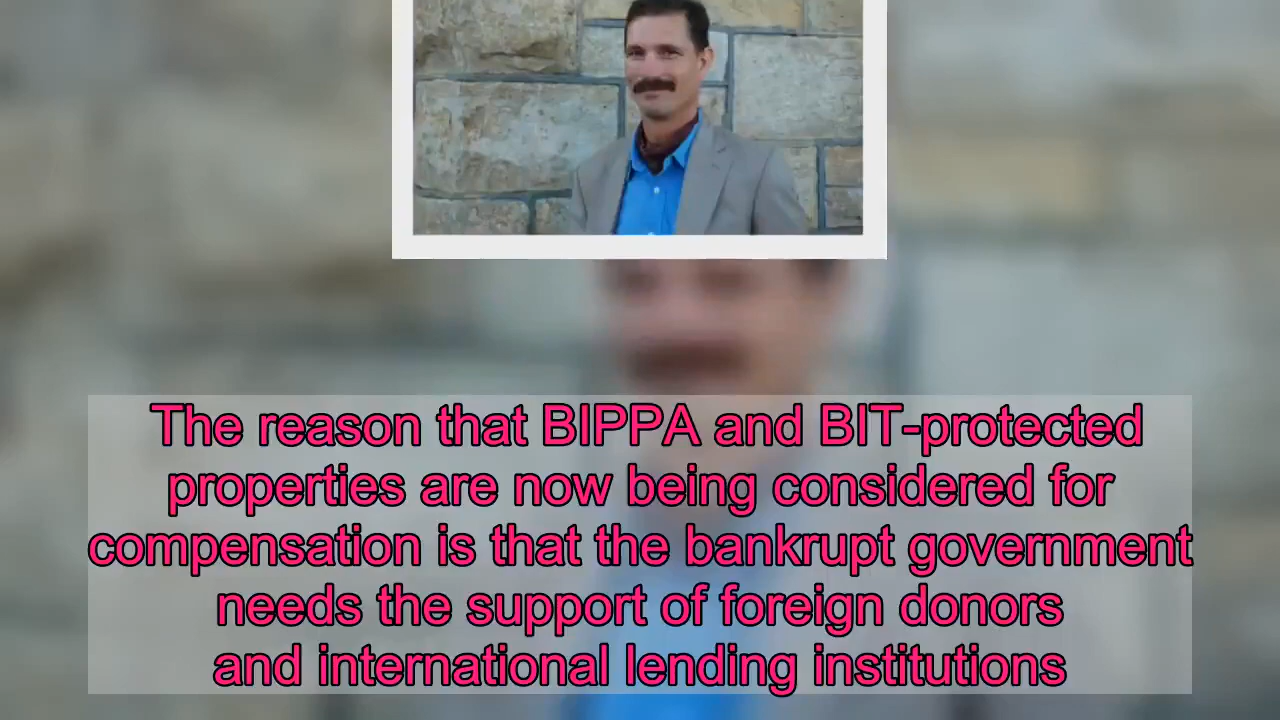 The reason that BIPPA and BIT-protected
properties are now being considered for
compensation is that the bankrupt government
needs the support of foreign donors
and international lending institutions